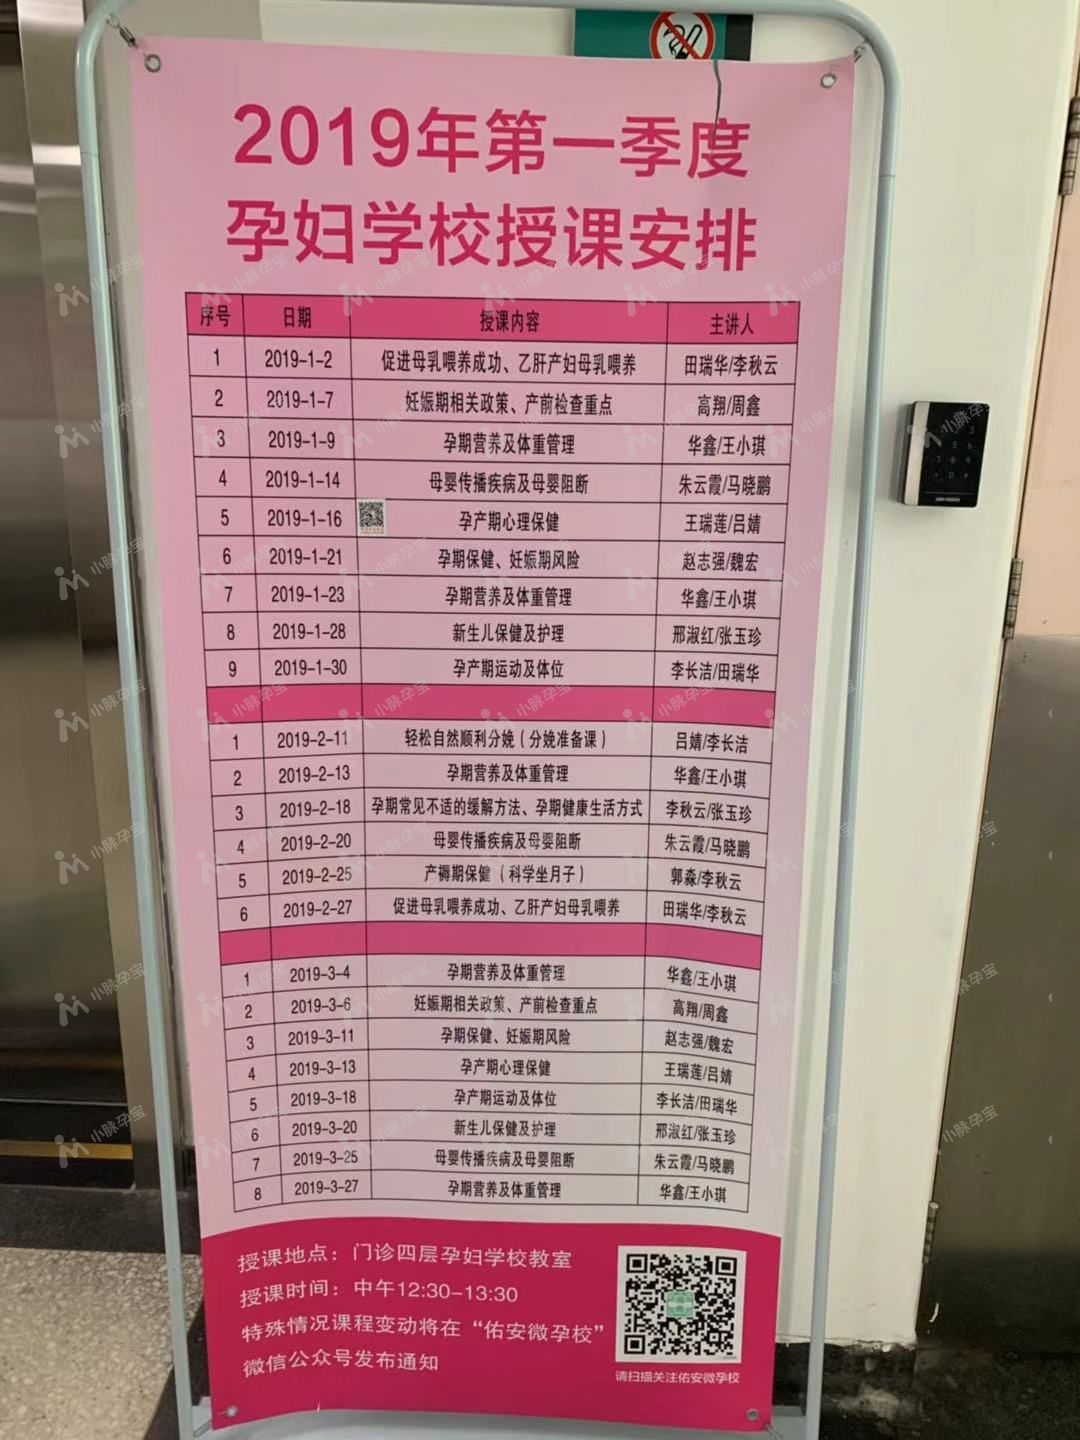 2019年第一季度
孕妇学校授课安排
序号 日期 授课内容 主讲人
1 2019-1-2 促进母乳喂养成功、乙肝产妇母乳喂养 田瑞华/李秋云
2 2019-1-7 妊娠期相关政策、产前检查重点 高翔/周鑫
3 2019-1-9 孕期营养及体重管理 华鑫/王小琪
4 2019-1-14 母婴传播疾病及母婴阻断 朱云霞/马晓鹏
5 2019-1-16 孕产期心理保健 王瑞莲/吕婧
6 2019-1-21 孕期保健、妊娠期风险 赵志强/魏宏
7 2019-1-23 孕期营养及体重管理 华鑫/王小琪
8 2019-1-28 新生儿保健及护理 邢淑红/张玉珍
9 2019-1-30 孕产期运动及体位 李长洁/田瑞华
1 2019-2-11 轻松自然顺利分娩（分娩准备课） 吕婧/李长洁
2 2019-2-13 孕期营养及体重管理 华鑫/王小琪
3 2019-2-18 孕期常见不适的缓解方法、孕期健康生活方式 李秋云/张玉珍
4 2019-2-20 母婴传播疾病及母婴阻断 朱云霞/马晓鹏
5 2019-2-25 产褥期保健（科学坐月子） 郭淼/李秋云
6 2019-2-27 促进母乳喂养成功、乙肝产妇母乳喂养 田瑞华/李秋云
1 2019-3-4 孕期营养及体重管理 华鑫/王小琪
2 2019-3-6 妊娠期相关政策、产前检查重点 高翔/周鑫
3 2019-3-11 孕期保健、妊娠期风险 赵志强/魏宏
4 2019-3-13 孕产期心理保健 王瑞莲/吕婧
5 2019-3-18 孕产期运动及体位 李长洁/田瑞华
6 2019-3-20 新生儿保健及护理 邢淑红/张玉珍
7 2019-3-25 母婴传播疾病及母婴阻断 朱云霞/马晓鹏
8 2019-3-27 孕期营养及体重管理 华鑫/王小琪
授课地点：门诊四层孕妇学校教室
授课时间：中午12:30-13:30
特殊情况课程变动将在“佑安微孕校”
微信公众号发布通知
请扫描关注佑安微孕校
小脉孕宝